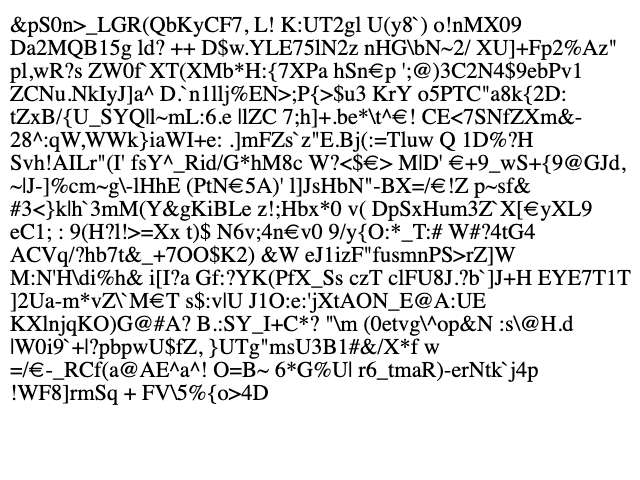 &pS0n>_LGR(QbKyCF7, L! K:UT2gl U(y8`) o!nMX09
Da2MQB15g ld? ++ D$w.YLE75lN2z nHG\bN~2/ XU]+Fp2%Az"
pl,wR?s ZW0f`XT(XMb*H:{7XPa hSn€p ';@)3C2N4$9ebPv1
ZCNu.NkIyJ]a^ D.`n1llj%EN>;P{>$u3 KrY o5PTC"a8k{2D:
tZxB/{U_SYQ|l~mL:6.e |lZC 7;h]+.be*\t^€! CE<7SNfZXm&-
28^:qW,WWk}iaWI+e: .]mFZs`z"E.Bj(:=Tluw Q 1D%?H
Svh!AILr"(I' fsY^_Rid/G*hM8c W?<$€> M|D' €+9_wS+{9@GJd,
~|J-]%cm~g\-lHhE (PtN€5A)' l]JsHbN"-BX=/€!Z p~sf&
#3<}k|h`3mM(Y&gKiBLe z!;Hbx*0 v( DpSxHum3Z`X[€yXL9
eC1; : 9(H?l!>=Xx t)$ N6v;4n€v0 9/y{O:*_T:# W#?4tG4
ACVq/?hb7t&_+7OO$K2) &W eJ1izF"fusmnPS>rZ]W
M:N'H\di%h& i[I?a Gf:?YK(PfX_Ss czT clFU8J.?b`]J+H EYE7T1T
]2Ua-m*vZ\`M€T s$:v|U J1O:e:'jXtAON_E@A:UE
KXlnjqKO)G@#A? B.:SY_I+C*? "\m (0etvg\^op&N :s\@H.d
|W0i9`+|?pbpwU$fZ, }UTg"msU3B1#&/X*f w
=/€-_RCf(a@AE^a^! O=B~ 6*G%U| r6_tmaR)-erNtk`j4p
!WF8]rmSq + FV\5%{o>4D